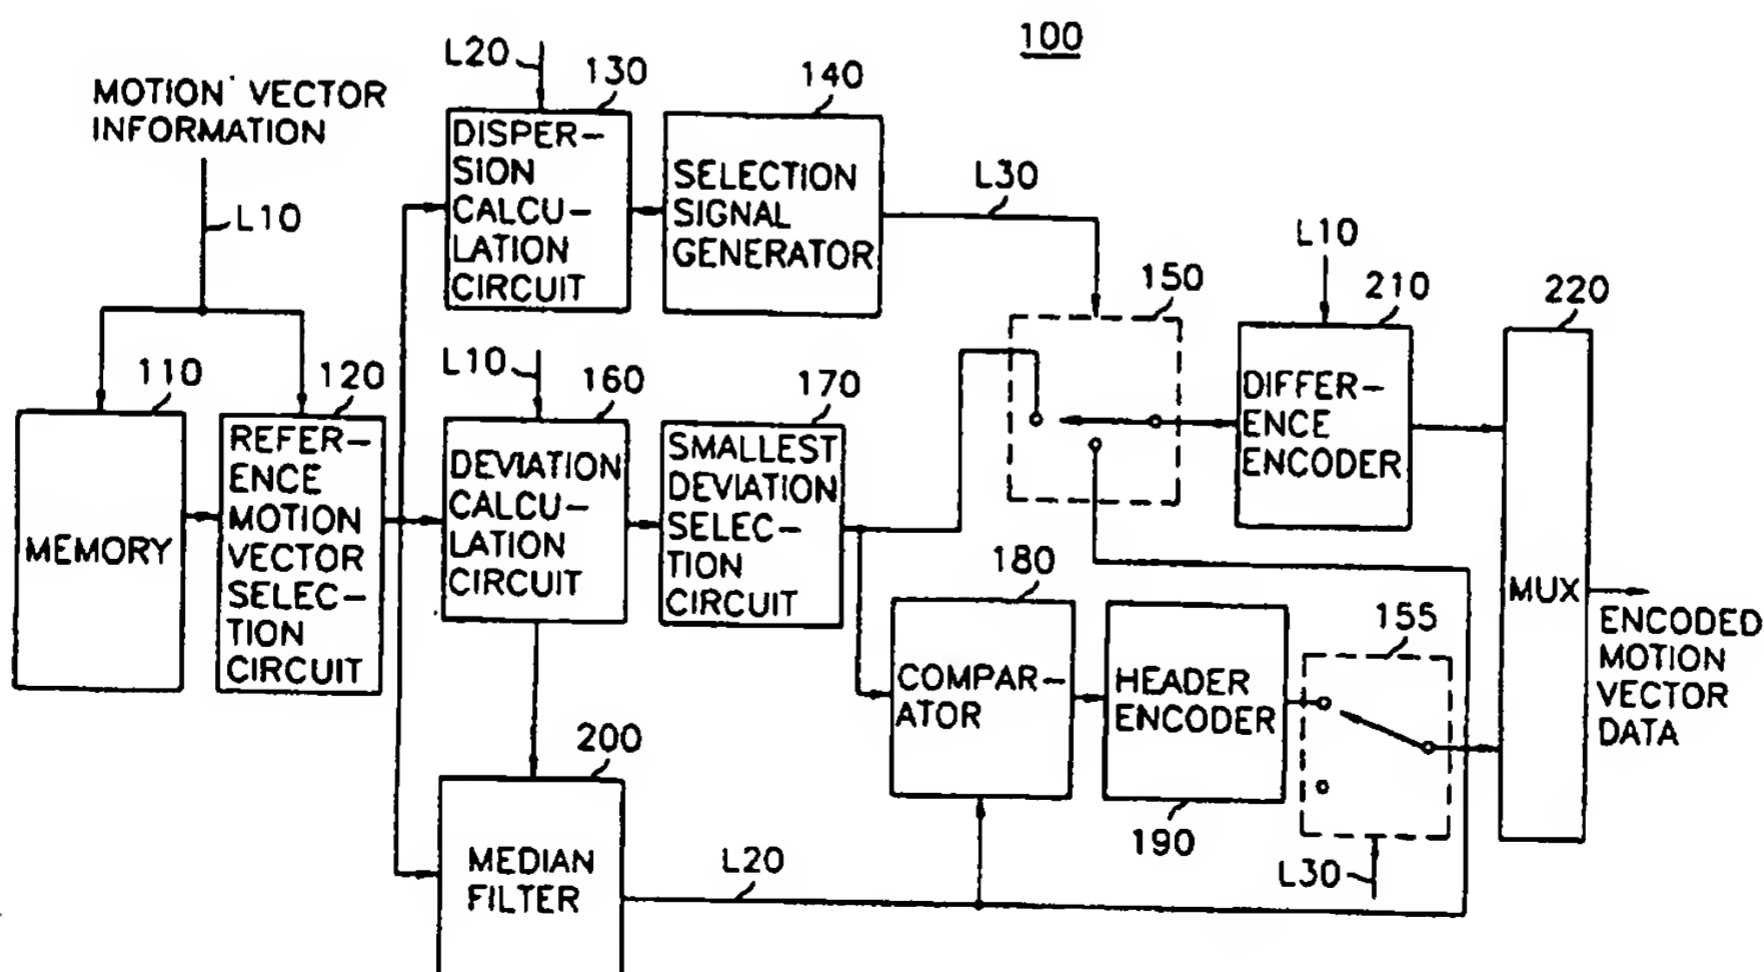 100
MOTION VECTOR
INFORMATION
L10
L20
130
DISPER-
SION
CALCU-
LATION
CIRCUIT
140
SELECTION
SIGNAL
GENERATOR
L30
110
MEMORY
120
REFER-
ENCE
MOTION
VECTOR
SELEC-
TION
CIRCUIT
L10
160
DEVIATION
CALCU-
LATION
CIRCUIT
170
SMALLEST
DEVIATION
SELEC-
TION
CIRCUIT
150
L10
210
DIFFER-
ENCE
ENCODER
220
MUX
ENCODED
MOTION
VECTOR
DATA
180
COMPAR-
ATOR
HEADER
ENCODER
190
155
L30
200
MEDIAN
FILTER
L20